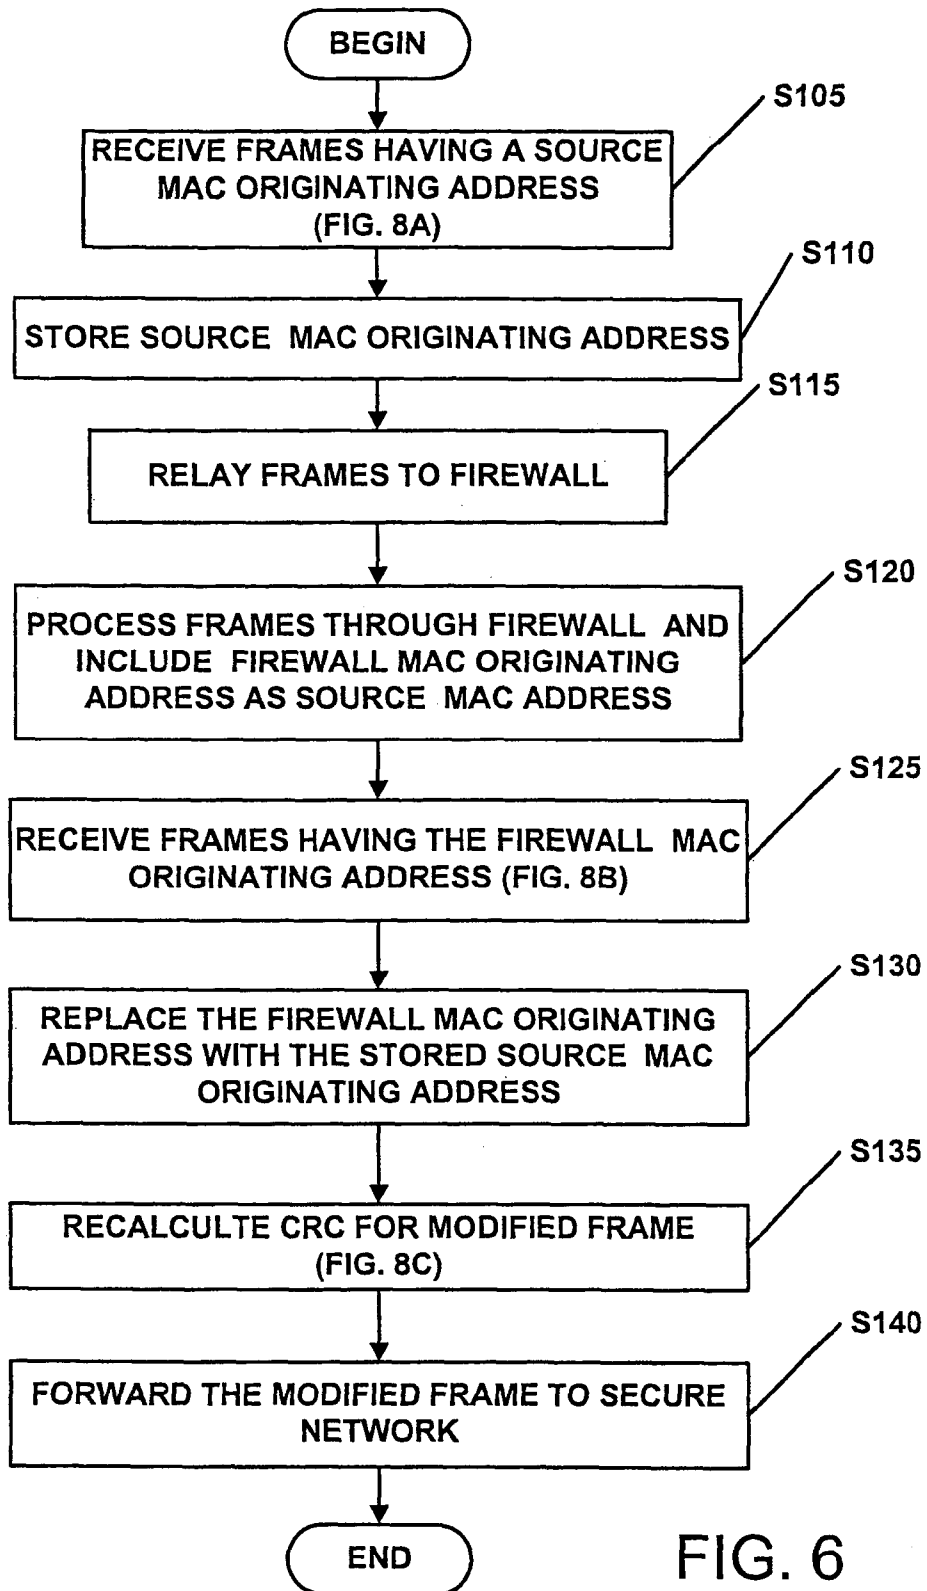 BEGIN
S105
RECEIVE FRAMES HAVING A SOURCE
MAC ORIGINATING ADDRESS
(FIG. 8A)
S110
STORE SOURCE MAC ORIGINATING ADDRESS
S115
RELAY FRAMES TO FIREWALL
S120
PROCESS FRAMES THROUGH FIREWALL AND
INCLUDE FIREWALL MAC ORIGINATING
ADDRESS AS SOURCE MAC ADDRESS
S125
RECEIVE FRAMES HAVING THE FIREWALL MAC
ORIGINATING ADDRESS (FIG. 8B)
S130
REPLACE THE FIREWALL MAC ORIGINATING
ADDRESS WITH THE STORED SOURCE MAC
ORIGINATING ADDRESS
S135
RECALCULTE CRC FOR MODIFIED FRAME
(FIG. 8C)
S140
FORWARD THE MODIFIED FRAME TO SECURE
NETWORK
END
FIG. 6